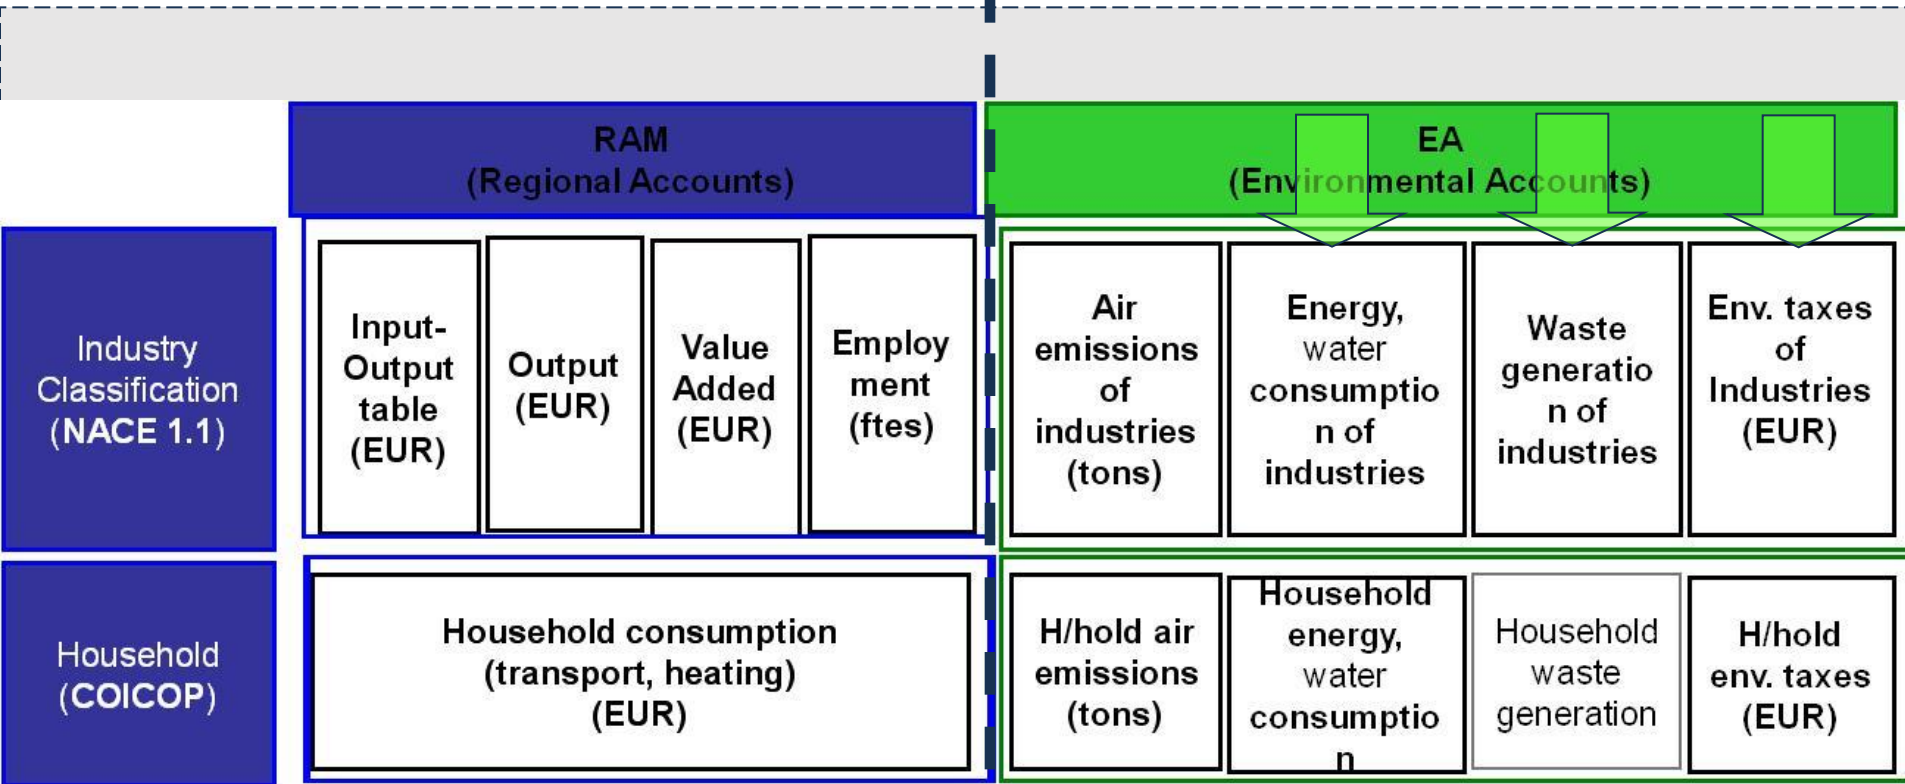 RAM
(Regional Accounts)
EA
(Environmental Accounts)
Industry
Classification
(NACE 1.1)
Input-
Output
table
(EUR)
Output
(EUR)
Value
Added
(EUR)
Employ
ment
(ftes)
Air
emissions
of
industries
(tons)
Energy,
water
consumptio
n of
industries
Waste
generatio
n of
industries
Env. taxes
of
Industries
(EUR)
Household
(COICOP)
Household consumption
(transport, heating)
(EUR)
H/hold air
emissions
(tons)
Household
energy,
water
consumptio
n
Household
waste
generation
H/hold
env. taxes
(EUR)